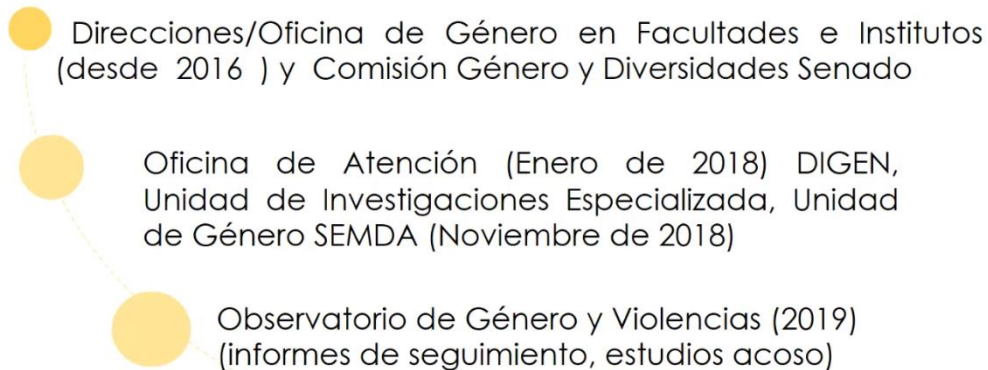 Direcciones/Oficina de Género en Facultades e Institutos
(desde 2016 ) y Comisión Género y Diversidades Senado
Oficina de Atención (Enero de 2018) DIGEN,
Unidad de Investigaciones Especializada, Unidad
de Género SEMDA (Noviembre de 2018)
Observatorio de Género y Violencias (2019)
(informes de seguimiento, estudios acoso)